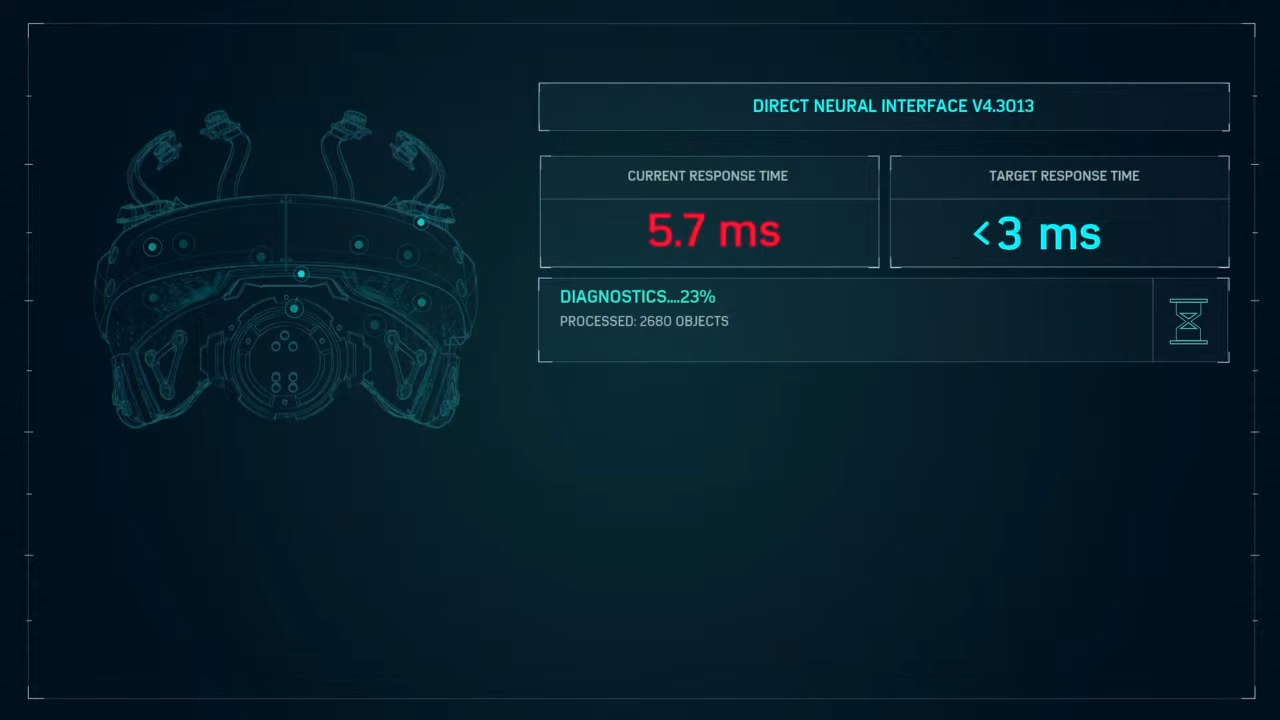 DIRECT NEURAL INTERFACE V4.3013
CURRENT RESPONSE TIME
TARGET RESPONSE TIME
5.7 ms
<3 ms
DIAGNOSTICS....23%
PROCESSED: 2680 OBJECTS